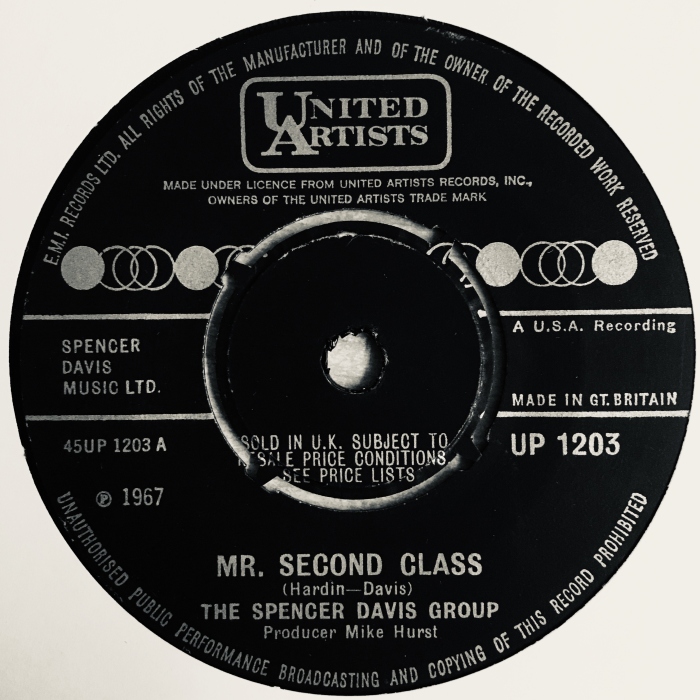 E.M.I. RECORDS LTD. ALL RIGHTS OF THE MANUFACTURER AND OF THE OWNER OF THE RECORDED WORK RESERVED
UNITED
ARTISTS
MADE UNDER LICENCE FROM UNITED ARTISTS RECORDS, INC.,
OWNERS OF THE UNITED ARTISTS TRADE MARK
A U.S.A. Recording
SPENCER
DAVIS
MUSIC LTD.
MADE IN GT. BRITAIN
45UP 1203 A
UP 1203
SOLD IN U.K. SUBJECT TO
RESALE PRICE CONDITIONS,
SEE PRICE LISTS
℗ 1967
MR. SECOND CLASS
(Hardin—Davis)
THE SPENCER DAVIS GROUP
Producer Mike Hurst
UNAUTHORISED PUBLIC PERFORMANCE BROADCASTING AND COPYING OF THIS RECORD PROHIBITED